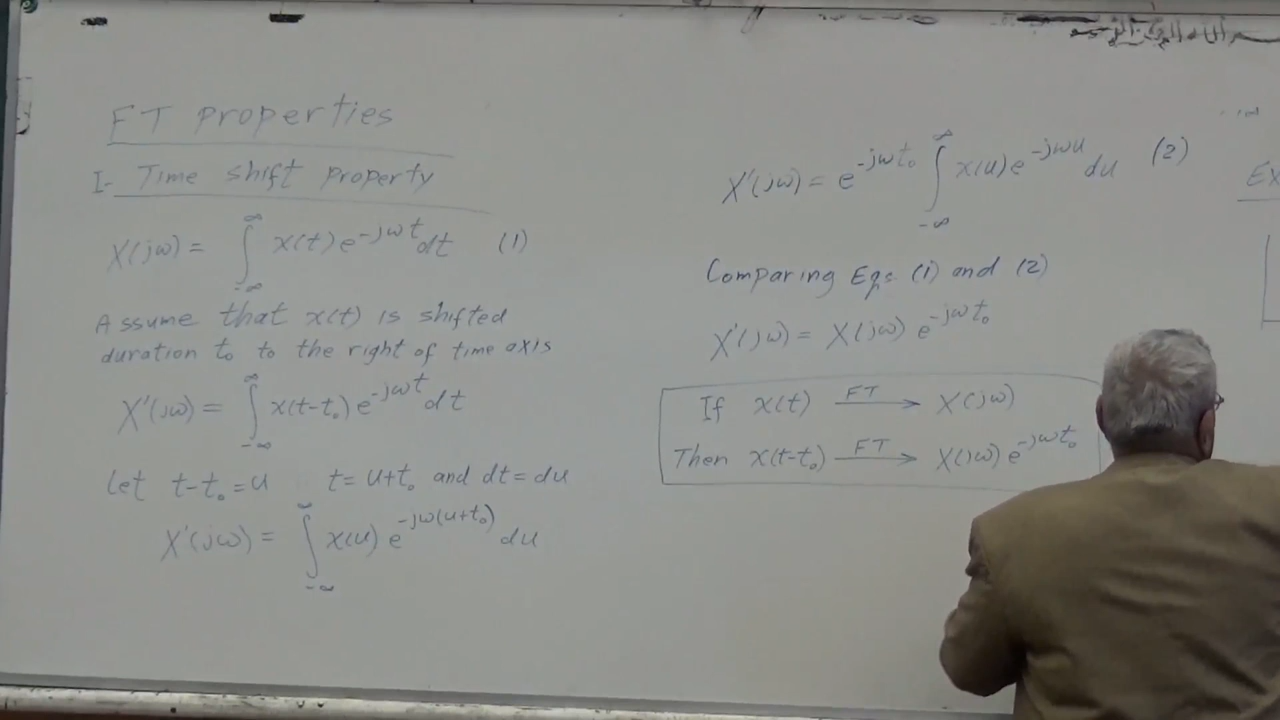 FT properties
I- Time shift property
X(jω) = ∫_{-∞}^{∞} x(t) e^{-jωt} dt (1)
Assume that x(t) is shifted
duration t₀ to the right of time axis
X'(jω) = ∫_{-∞}^{∞} x(t-t₀) e^{-jωt} dt
Let t-t₀ = u t = u+t₀ and dt = du
X'(jω) = ∫_{-∞}^{∞} x(u) e^{-jω(u+t₀)} du
X'(jω) = e^{-jωt₀} ∫_{-∞}^{∞} x(u) e^{-jωu} du (2)
Comparing Eqs (1) and (2)
X'(jω) = X(jω) e^{-jωt₀}
If x(t) FT→ X(jω)
Then x(t-t₀) FT→ X(jω) e^{-jωt₀}